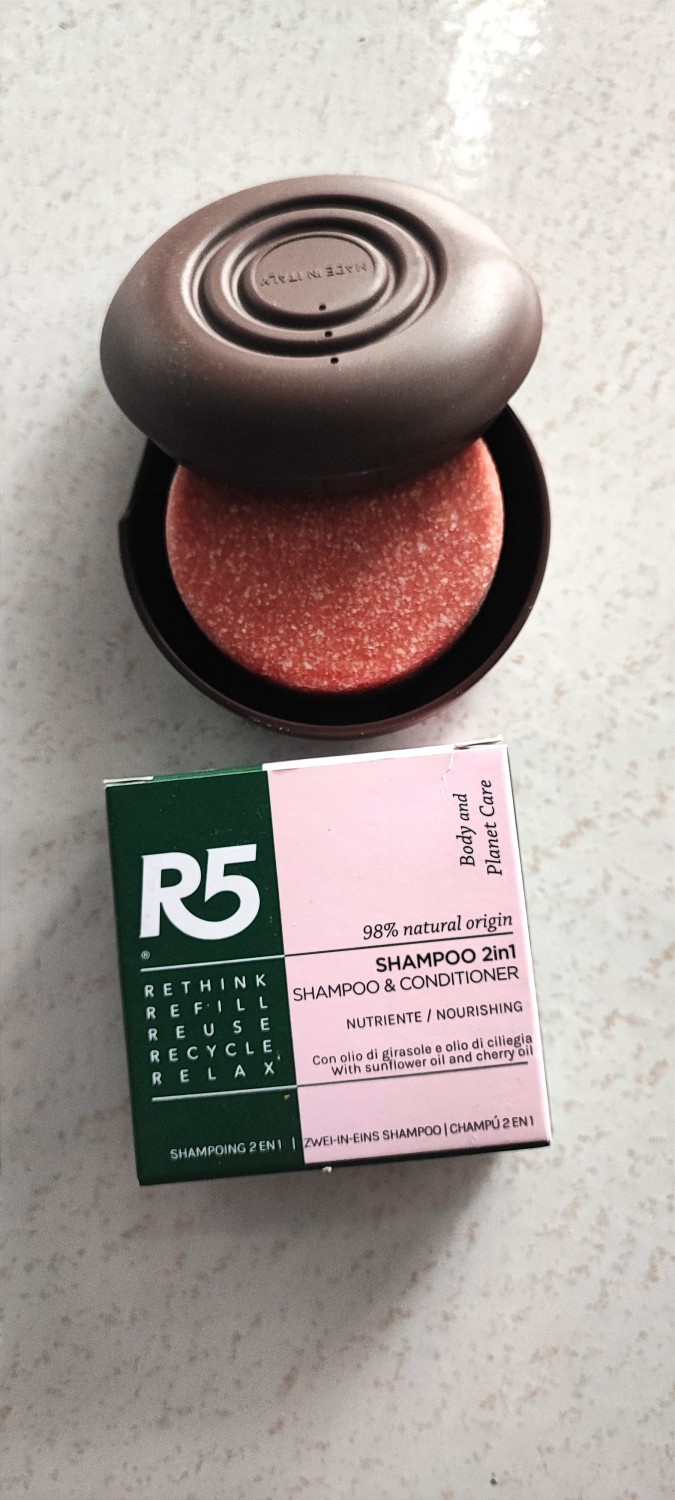 MADE IN ITALY
R5
®
RETHINK
REFILL
REUSE
RECYCLE
RELAX
Body and
Planet Care
98% natural origin
SHAMPOO 2in1
SHAMPOO & CONDITIONER
NUTRIENTE / NOURISHING
Con olio di girasole e olio di ciliegia
With sunflower oil and cherry oil
SHAMPOING 2 EN 1 | ZWEI-IN-EINS SHAMPOO | CHAMPÚ 2 EN 1